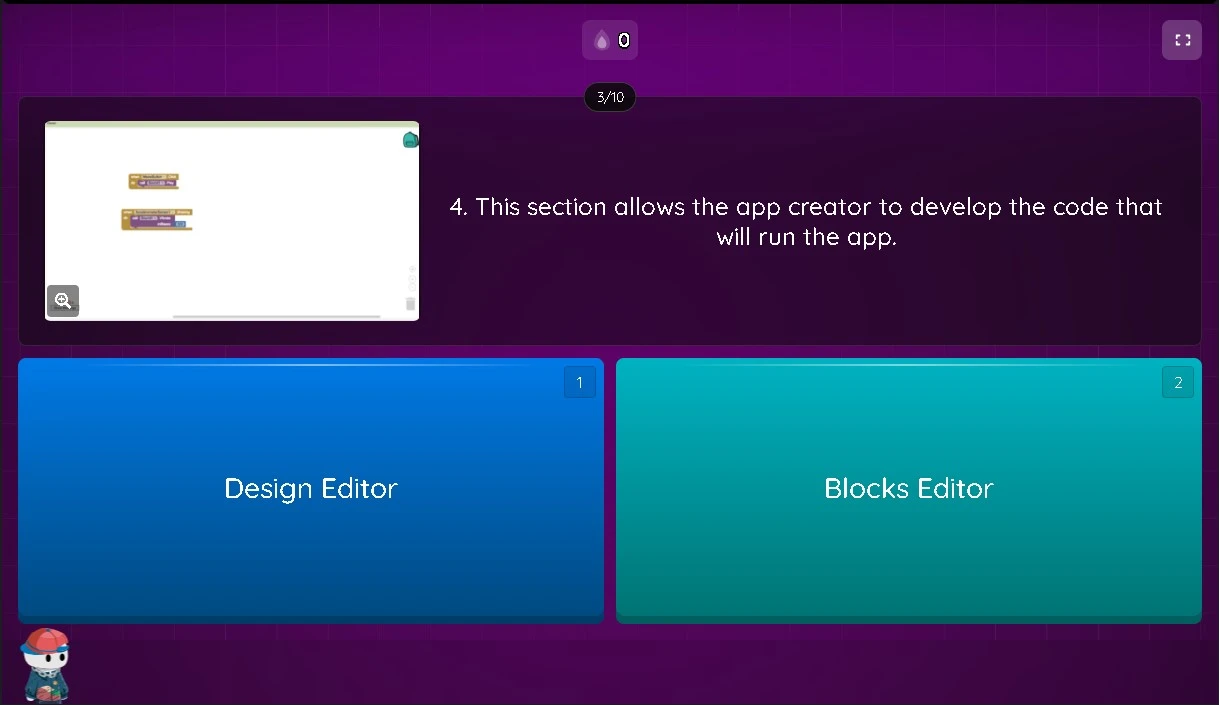 0
3/10
4. This section allows the app creator to develop the code that
will run the app.
1
Design Editor
2
Blocks Editor